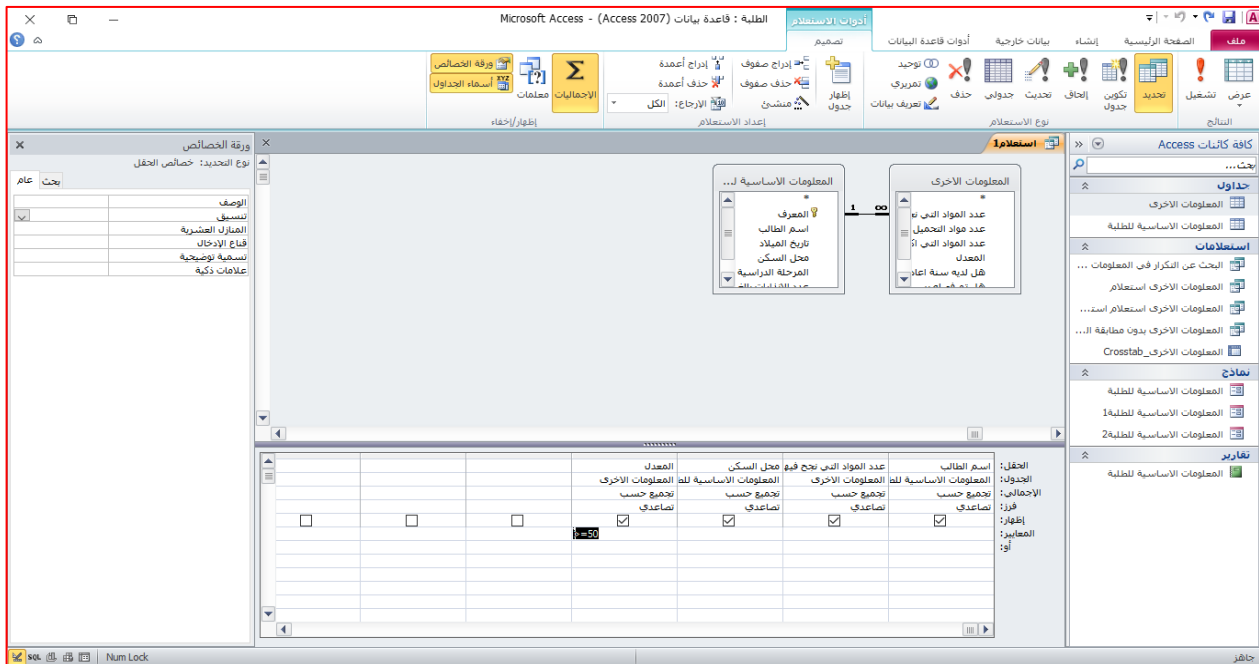 الطلبة : قاعدة بيانات (Access 2007) - Microsoft Access
أدوات الاستعلام
ملف
الصفحة الرئيسية
إنشاء
بيانات خارجية
أدوات قاعدة البيانات
تصميم
عرض
تشغيل
النتائج
تحديد
تكوين جدول
إلحاق
تحديث
جدولي
حذف
توحيد
تمريري
تعريف بيانات
نوع الاستعلام
إظهار جدول
إدراج صفوف
حذف صفوف
منشئ
إدراج أعمدة
حذف أعمدة
الإرجاع: الكل
إعداد الاستعلام
الإجماليات
معلمات
ورقة الخصائص
أسماء الجداول
إظهار/إخفاء
كافة كائنات Access
بحث...
جداول
المعلومات الاخرى
المعلومات الاساسية للطلبة
استعلامات
البحث عن التكرار في المعلومات ...
المعلومات الاخرى استعلام
المعلومات الاخرى استعلام است...
المعلومات الاخرى بدون مطابقة ال...
المعلومات الاخرى_Crosstab
نماذج
المعلومات الاساسية للطلبة
المعلومات الاساسية للطلبة1
المعلومات الاساسية للطلبة2
تقارير
المعلومات الاساسية للطلبة
استعلام1
المعلومات الاخرى
*
عدد المواد التي نج
عدد مواد التحميل
عدد المواد التي اك
المعدل
هل لديه سنة اعاد
∞ 1
المعلومات الاساسية لـ...
*
المعرف
اسم الطالب
تاريخ الميلاد
محل السكن
المرحلة الدراسية
الحقل: اسم الطالب عدد المواد التي نجح فيها محل السكن المعدل
الجدول: المعلومات الاساسية للط المعلومات الاخرى المعلومات الاساسية للط المعلومات الاخرى
الإجمالي: تجميع حسب تجميع حسب تجميع حسب تجميع حسب
فرز: تصاعدي تصاعدي تصاعدي تصاعدي
إظهار:
المعايير: >=50
أو:
ورقة الخصائص
نوع التحديد: خصائص الحقل
عام بحث
الوصف
تنسيق
المنازل العشرية
قناع الإدخال
تسمية توضيحية
علامات ذكية
جاهز
Num Lock
SQL